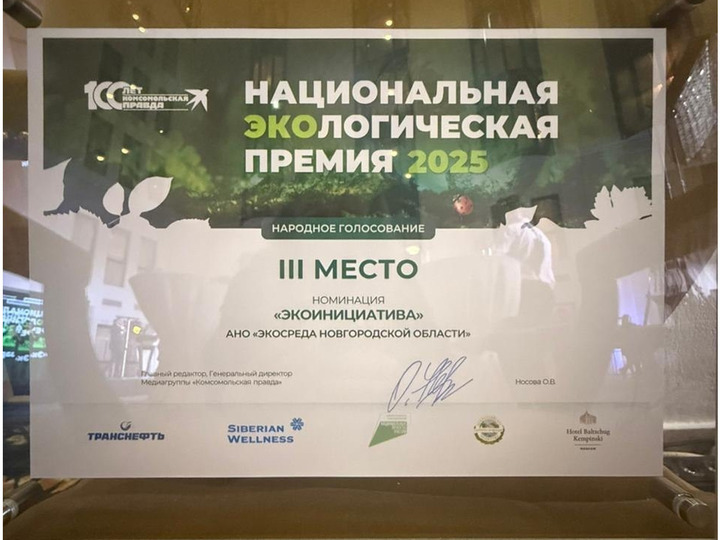 100 ЛЕТ
КОМСОМОЛЬСКАЯ
ПРАВДА
НАЦИОНАЛЬНАЯ
ЭКОЛОГИЧЕСКАЯ
ПРЕМИЯ 2025
НАРОДНОЕ ГОЛОСОВАНИЕ
III МЕСТО
НОМИНАЦИЯ
«ЭКОИНИЦИАТИВА»
АНО «ЭКОСРЕДА НОВГОРОДСКОЙ ОБЛАСТИ»
Главный редактор, Генеральный директор
Медиагруппы «Комсомольская правда»
Носова О.В.
ТРАНСНЕФТЬ
SIBERIAN
WELLNESS
Hotel Baltschug
Kempinski